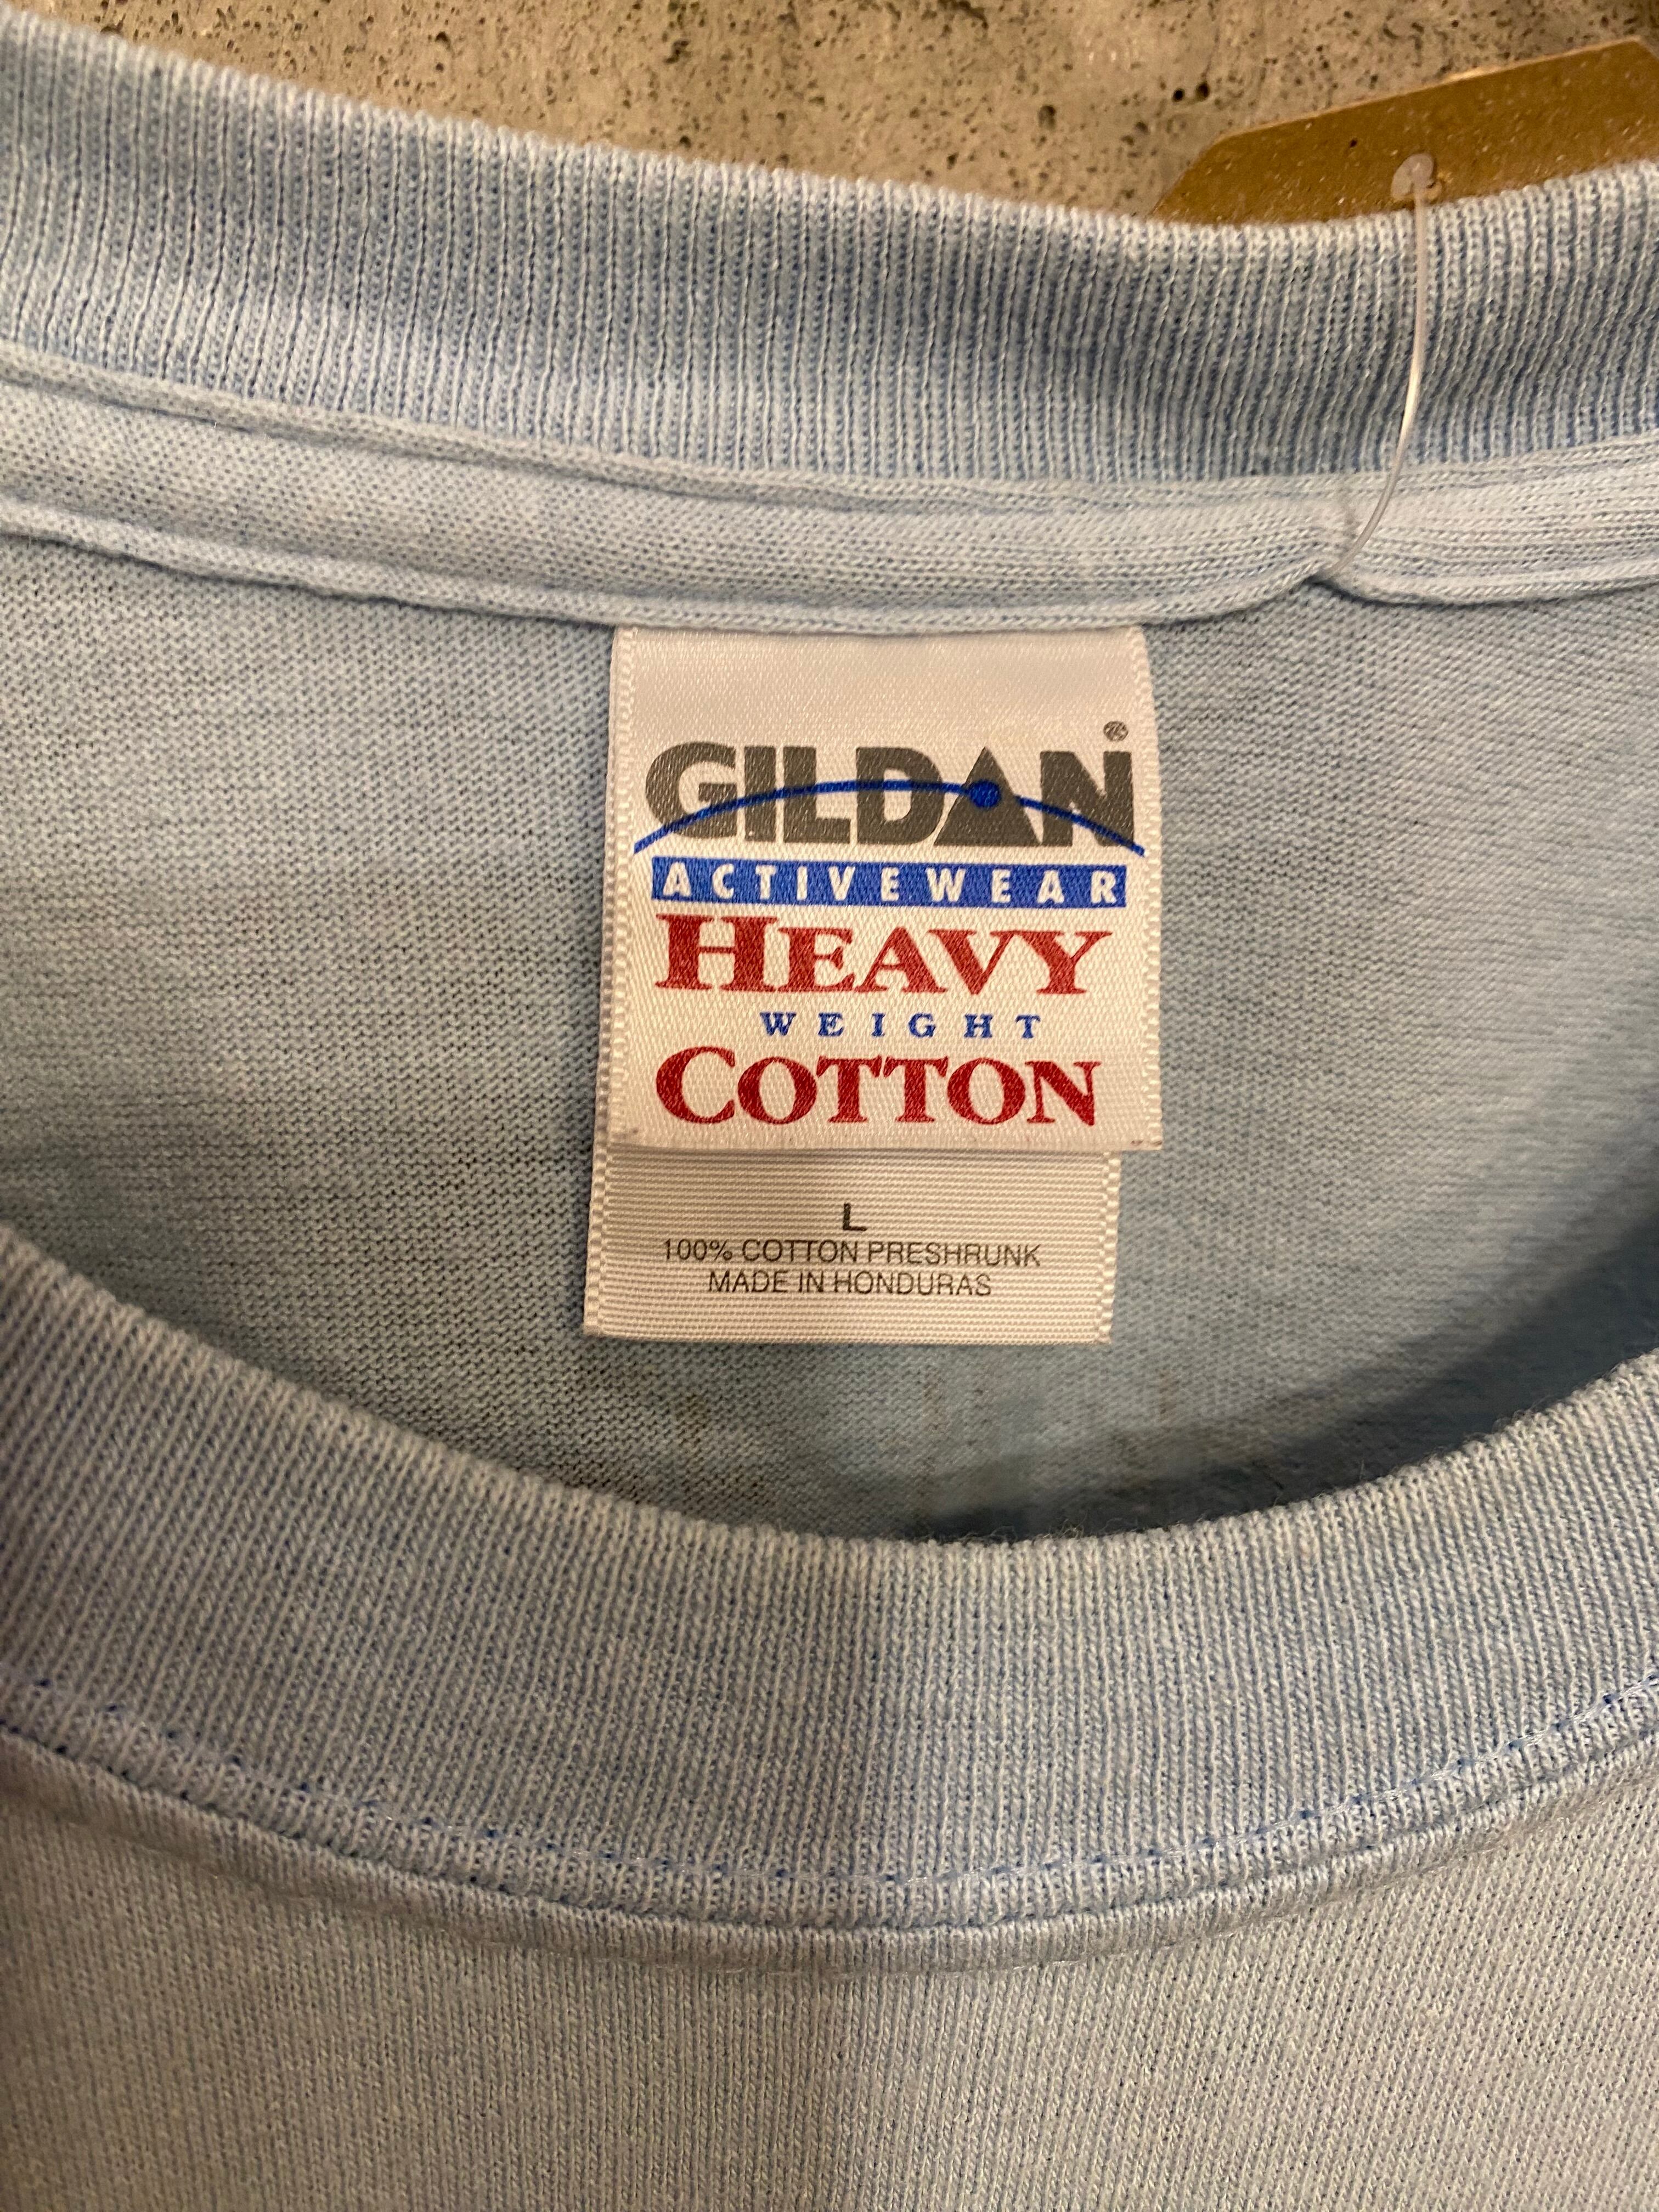 GILDAN®
ACTIVEWEAR
HEAVY
WEIGHT
COTTON
L
100% COTTON PRESHRUNK
MADE IN HONDURAS